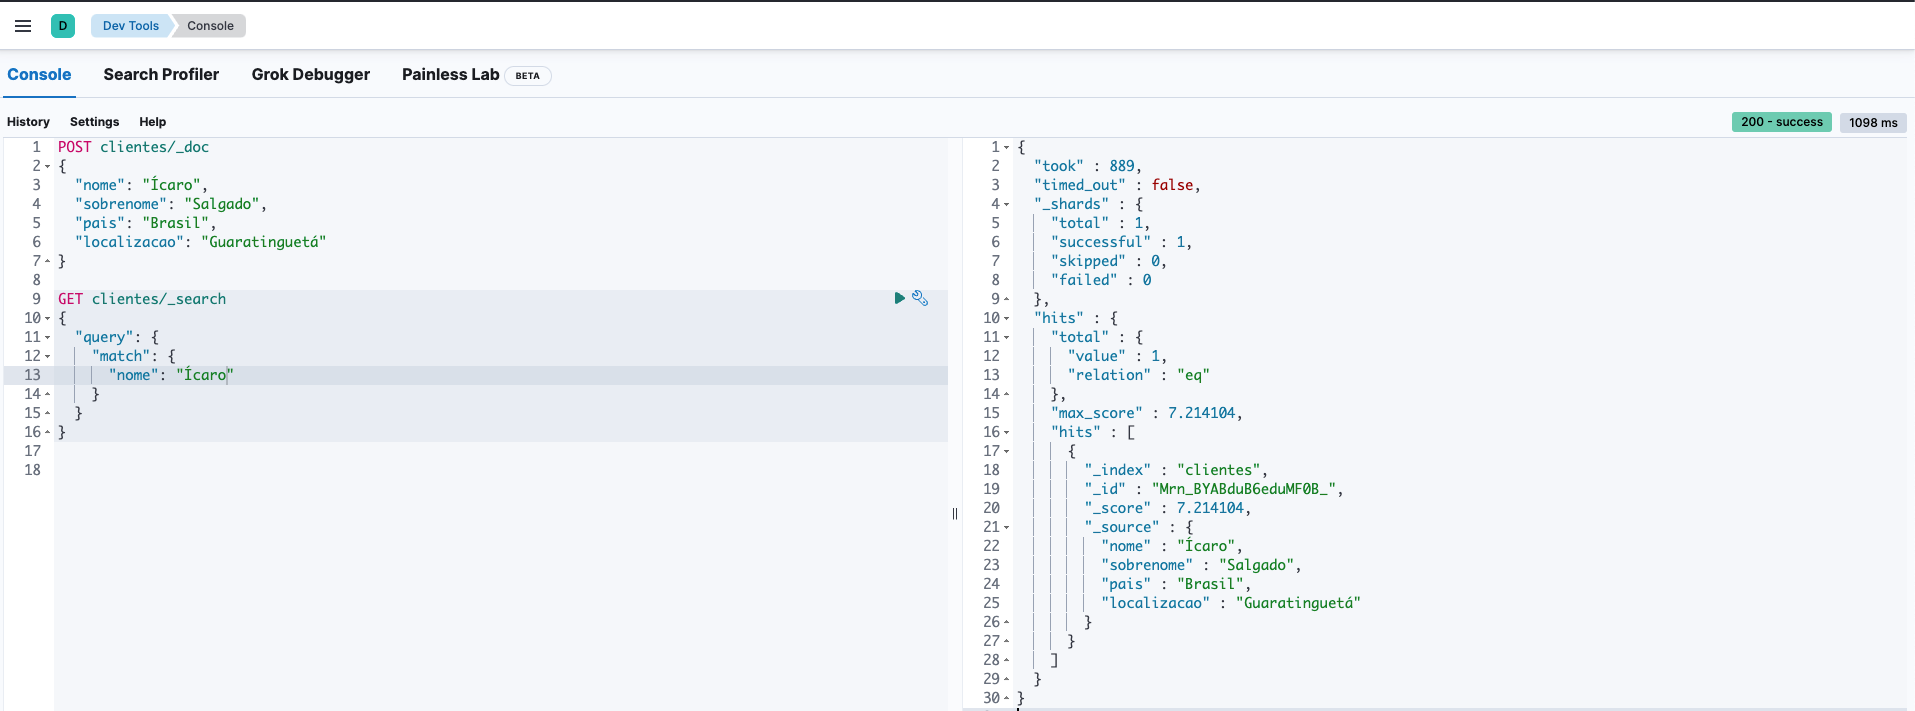 D Dev Tools Console
Console Search Profiler Grok Debugger Painless Lab BETA
History Settings Help
200 - success 1098 ms
1 POST clientes/_doc
2 {
3 "nome": "Ícaro",
4 "sobrenome": "Salgado",
5 "pais": "Brasil",
6 "localizacao": "Guaratinguetá"
7 }
8
9 GET clientes/_search
10 {
11 "query": {
12 "match": {
13 "nome": "Ícaro"
14 }
15 }
16 }
17
18
1 {
2 "took" : 889,
3 "timed_out" : false,
4 "_shards" : {
5 "total" : 1,
6 "successful" : 1,
7 "skipped" : 0,
8 "failed" : 0
9 },
10 "hits" : {
11 "total" : {
12 "value" : 1,
13 "relation" : "eq"
14 },
15 "max_score" : 7.214104,
16 "hits" : [
17 {
18 "_index" : "clientes",
19 "_id" : "Mrn_BYABduB6eduMF0B_",
20 "_score" : 7.214104,
21 "_source" : {
22 "nome" : "Ícaro",
23 "sobrenome" : "Salgado",
24 "pais" : "Brasil",
25 "localizacao" : "Guaratinguetá"
26 }
27 }
28 ]
29 }
30 }